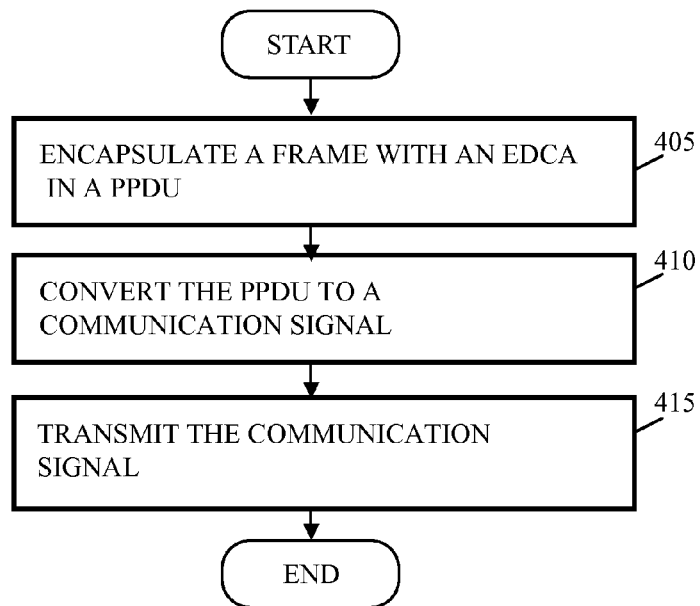 START
405
ENCAPSULATE A FRAME WITH AN EDCA
IN A PPDU
410
CONVERT THE PPDU TO A
COMMUNICATION SIGNAL
415
TRANSMIT THE COMMUNICATION
SIGNAL
END